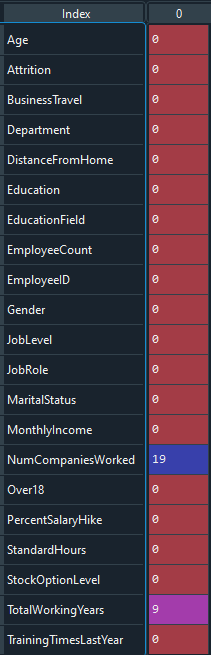 Index 0
Age 0
Attrition 0
BusinessTravel 0
Department 0
DistanceFromHome 0
Education 0
EducationField 0
EmployeeCount 0
EmployeeID 0
Gender 0
JobLevel 0
JobRole 0
MaritalStatus 0
MonthlyIncome 0
NumCompaniesWorked 19
Over18 0
PercentSalaryHike 0
StandardHours 0
StockOptionLevel 0
TotalWorkingYears 9
TrainingTimesLastYear 0